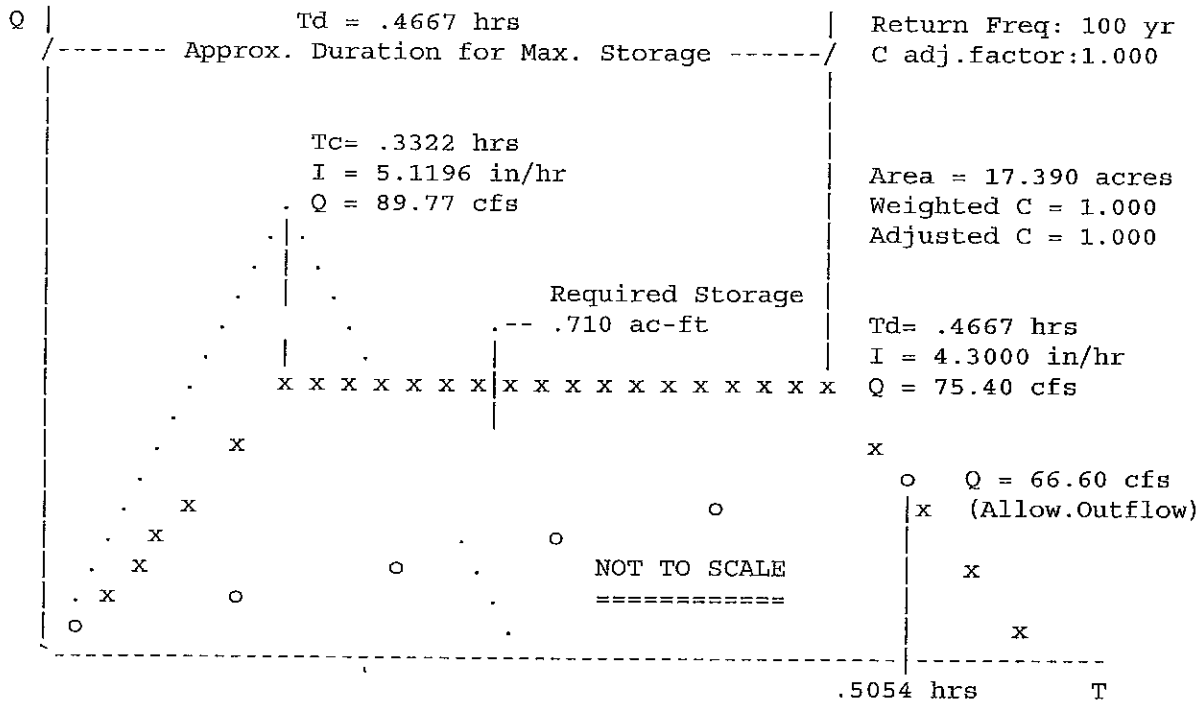 Q | Td = .4667 hrs | Return Freq: 100 yr
/------- Approx. Duration for Max. Storage ------/ C adj.factor:1.000
Tc= .3322 hrs
I = 5.1196 in/hr
Q = 89.77 cfs
Area = 17.390 acres
Weighted C = 1.000
Adjusted C = 1.000
Required Storage
.-- .710 ac-ft
Td= .4667 hrs
I = 4.3000 in/hr
x x x x x x x x x x x x x x x x x x Q = 75.40 cfs
x x
o Q = 66.60 cfs
x o x (Allow.Outflow)
x o
x o NOT TO SCALE x
x o ============
o x
.5054 hrs T